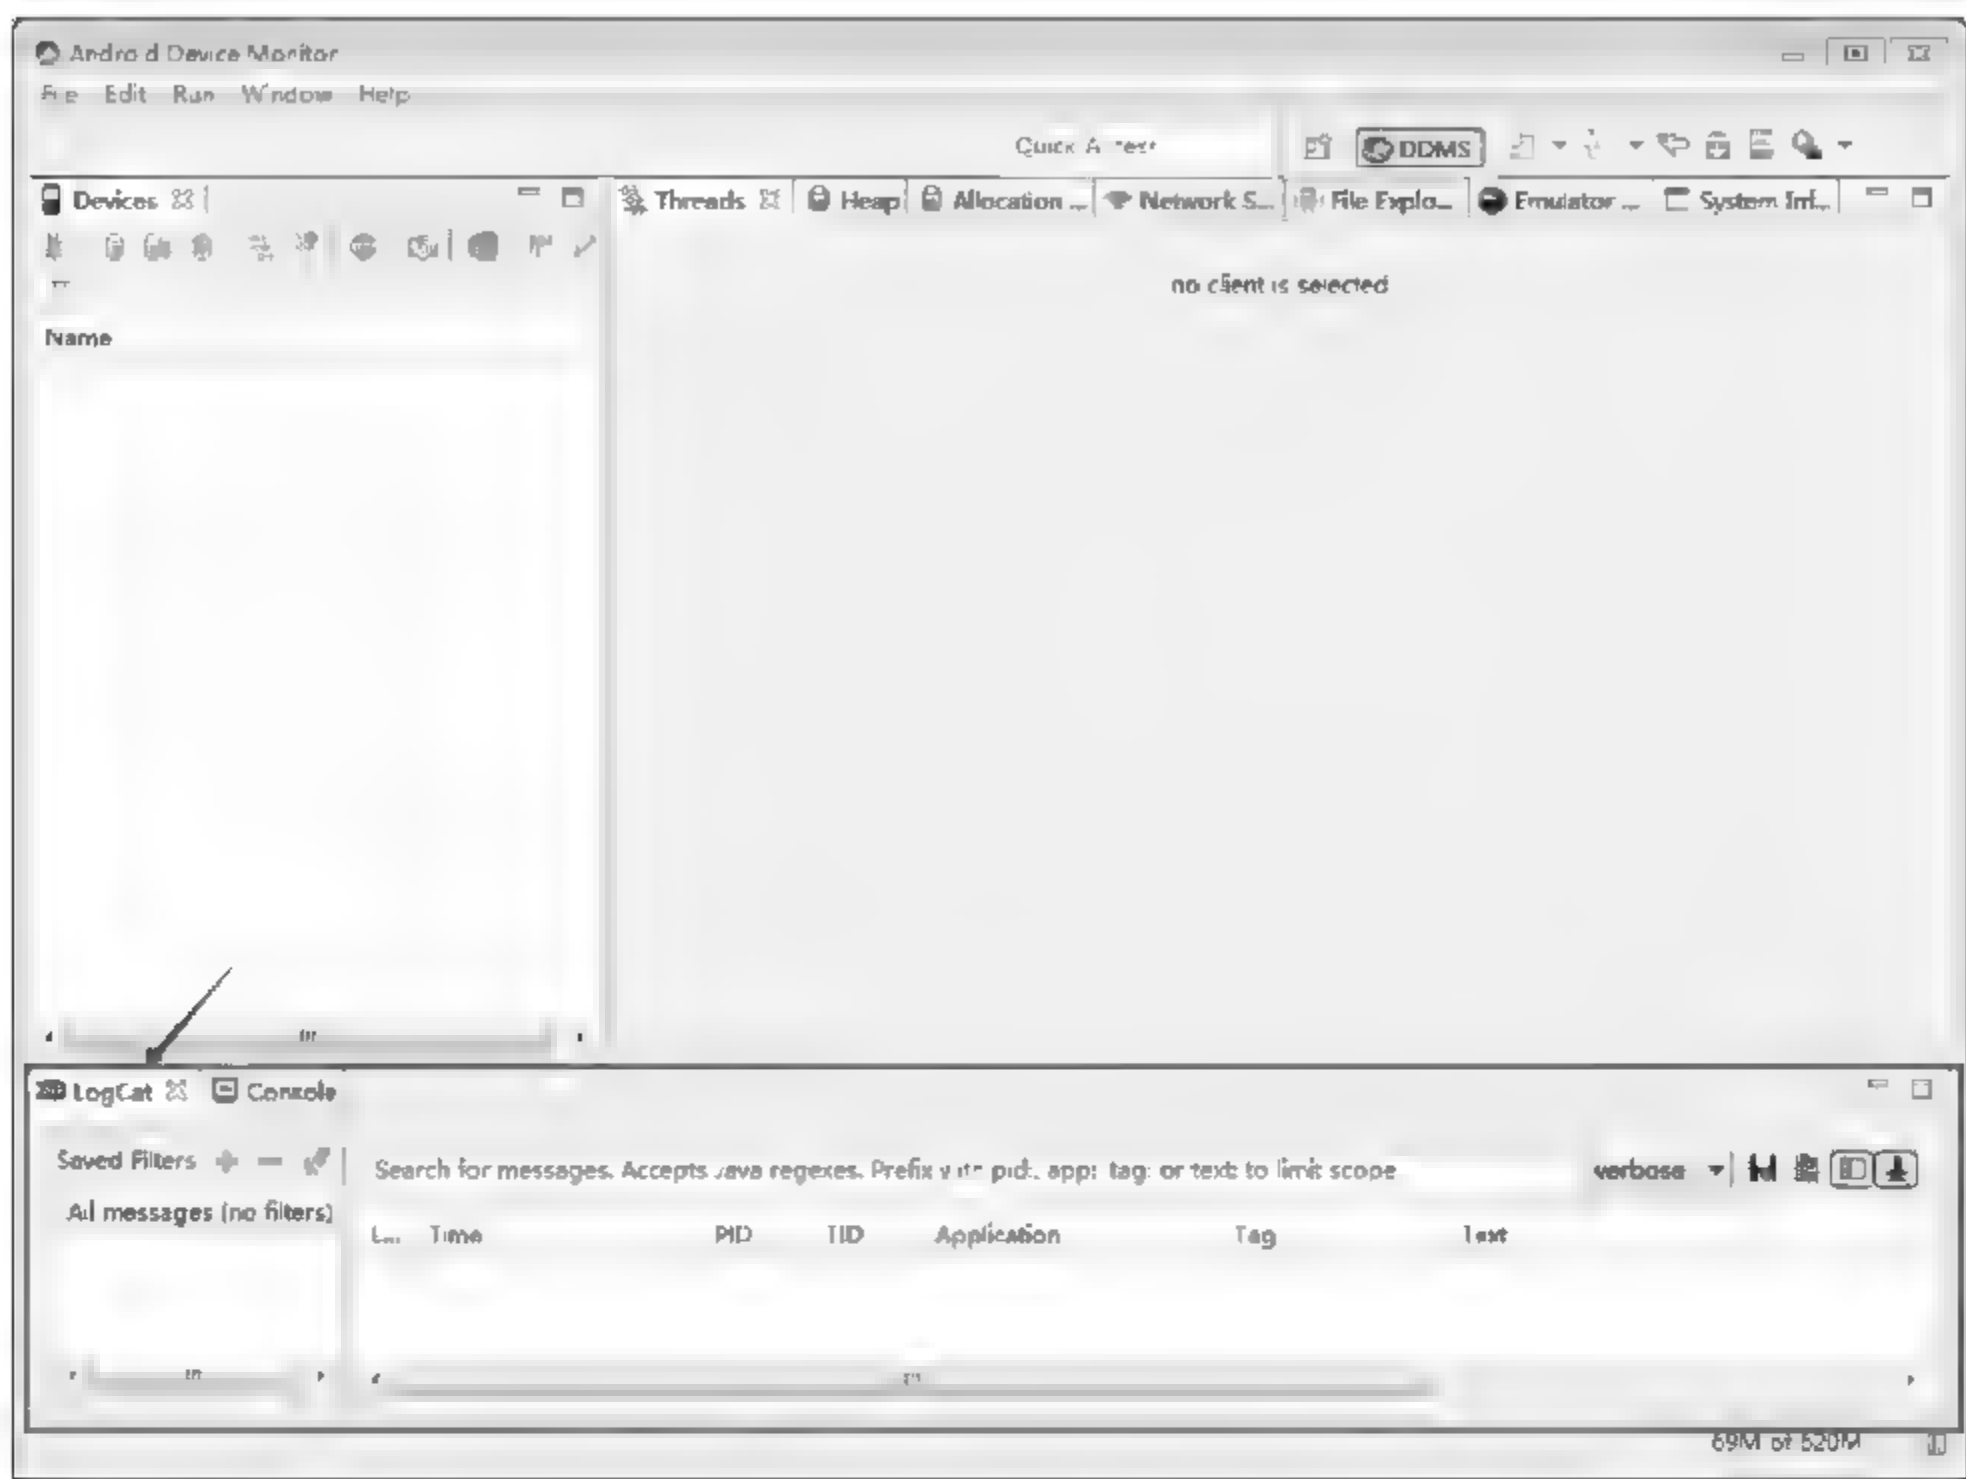 Android Device Monitor
File Edit Run Window Help
Quick Access
DDMS
Devices
Threads Heap Allocation ... Network S... File Explo... Emulator ... System Inf...
no client is selected
Name
LogCat Console
Saved Filters
Search for messages. Accepts Java regexes. Prefix with pid:, app:, tag: or text: to limit scope
verbose
All messages (no filters)
L... Time PID TID Application Tag Text
69M of 520M